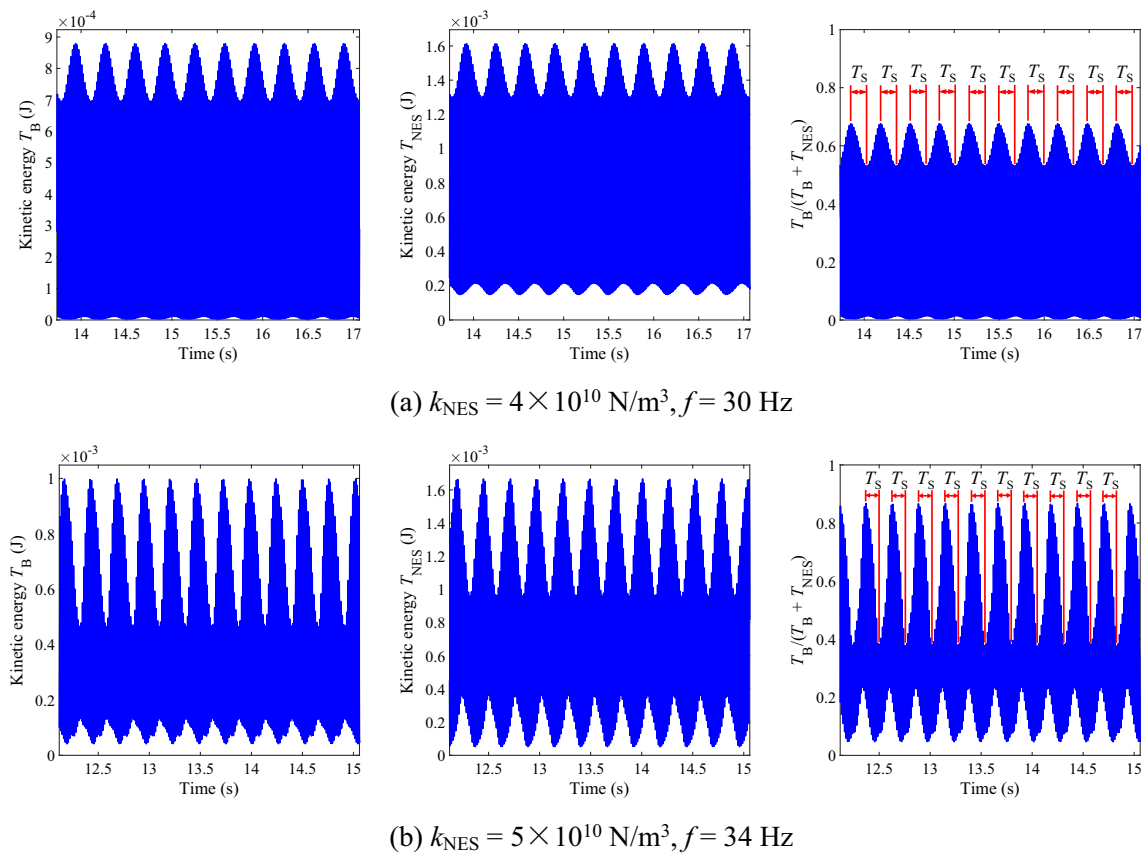 ×10⁻⁴
9
8
7
6
5
4
3
2
1
0
Kinetic energy T_B (J)
14 14.5 15 15.5 16 16.5 17
Time (s)
×10⁻³
1.6
1.4
1.2
1
0.8
0.6
0.4
0.2
0
Kinetic energy T_NES (J)
14 14.5 15 15.5 16 16.5 17
Time (s)
1
0.8
0.6
0.4
0.2
0
T_B/(T_B + T_NES)
T_S T_S T_S T_S T_S T_S T_S T_S T_S T_S
14 14.5 15 15.5 16 16.5 17
Time (s)
(a) k_NES = 4×10¹⁰ N/m³, f = 30 Hz
×10⁻³
1
0.8
0.6
0.4
0.2
0
Kinetic energy T_B (J)
12.5 13 13.5 14 14.5 15
Time (s)
×10⁻³
1.6
1.4
1.2
1
0.8
0.6
0.4
0.2
0
Kinetic energy T_NES (J)
12.5 13 13.5 14 14.5 15
Time (s)
1
0.8
0.6
0.4
0.2
0
T_B/(T_B + T_NES)
T_S T_S T_S T_S T_S T_S T_S T_S T_S T_S
12.5 13 13.5 14 14.5 15
Time (s)
(b) k_NES = 5×10¹⁰ N/m³, f = 34 Hz